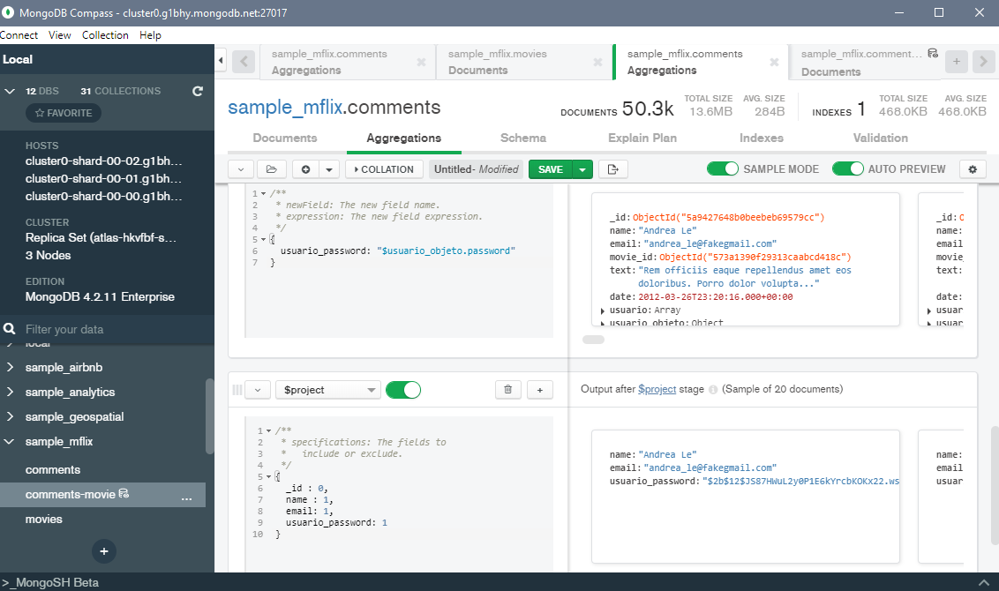 MongoDB Compass - cluster0.g1bhy.mongodb.net:27017
Connect View Collection Help
Local
12 DBS 31 COLLECTIONS
FAVORITE
HOSTS
cluster0-shard-00-02.g1bh...
cluster0-shard-00-01.g1bh...
cluster0-shard-00-00.g1bh...
CLUSTER
Replica Set (atlas-hkvfbf-s...
3 Nodes
EDITION
MongoDB 4.2.11 Enterprise
Filter your data
local
sample_airbnb
sample_analytics
sample_geospatial
sample_mflix
comments
comments-movie ...
movies
+
>_MongoSH Beta
sample_mflix.comments
Aggregations
sample_mflix.movies
Documents
sample_mflix.comments
Aggregations
sample_mflix.comment...
Documents
sample_mflix.comments
DOCUMENTS 50.3k
TOTAL SIZE
13.6MB
AVG. SIZE
284B
INDEXES 1
TOTAL SIZE
468.0KB
AVG. SIZE
468.0KB
Documents Aggregations Schema Explain Plan Indexes Validation
COLLATION Untitled- Modified SAVE SAMPLE MODE AUTO PREVIEW
1 /**
2 * newField: The new field name.
3 * expression: The new field expression.
4 */
5 {
6 usuario_password: "$usuario_objeto.password"
7 }
_id: ObjectId("5a9427648b0beebeb69579cc")
name: "Andrea Le"
email: "andrea_le@fakegmail.com"
movie_id: ObjectId("573a1390f29313caabcd418c")
text: "Rem officiis eaque repellendus amet eos
doloribus. Porro dolor volupta..."
date: 2012-03-26T23:20:16.000+00:00
usuario: Array
usuario_objeto: Object
_id: O
name:
email
movie_
text:
date:
usuar
usuar
$project
+
Output after $project stage (Sample of 20 documents)
1 /**
2 * specifications: The fields to
3 * include or exclude.
4 */
5 {
6 _id : 0,
7 name : 1,
8 email: 1,
9 usuario_password: 1
10 }
name: "Andrea Le"
email: "andrea_le@fakegmail.com"
usuario_password: "$2b$12$JS87HWuL2y0P1E6kYrcbKOKx22.ws
name:
email
usuar